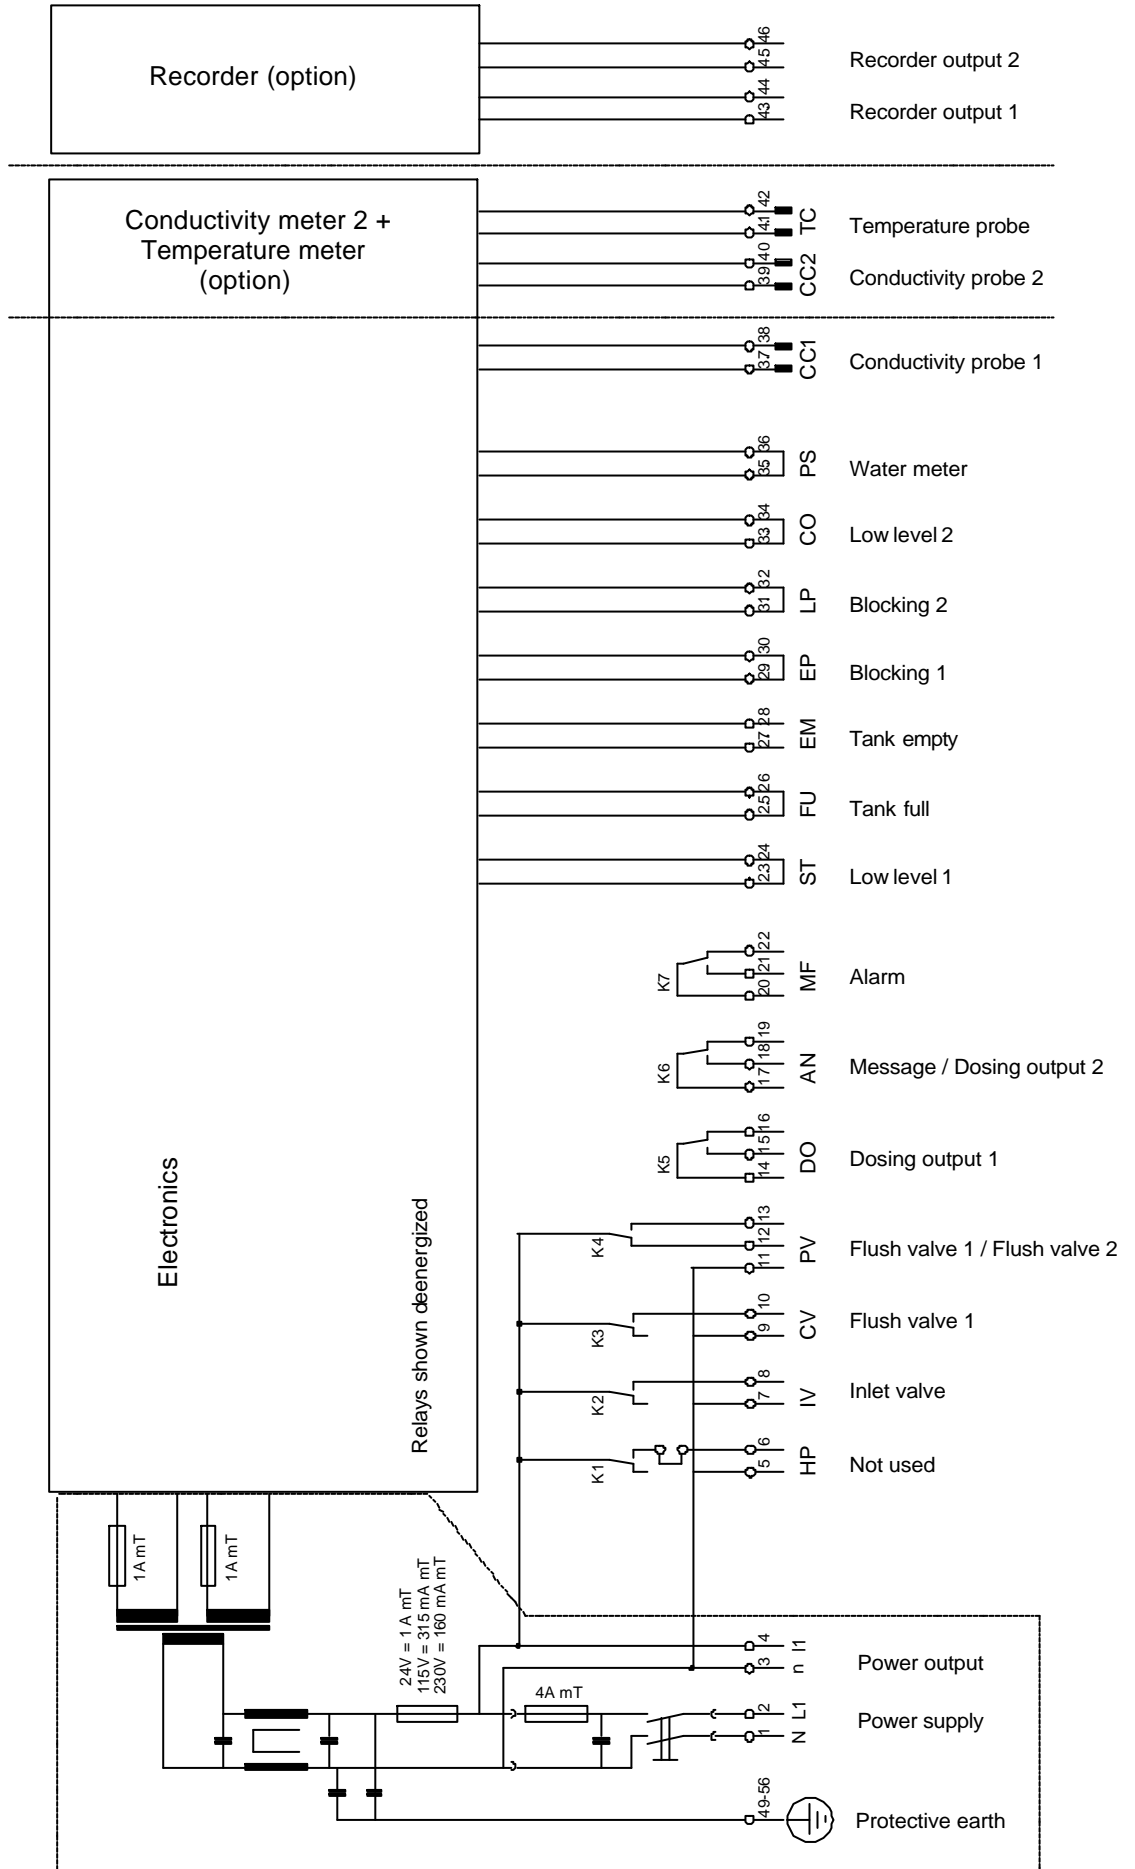 Recorder (option)
46
45
Recorder output 2
44
43
Recorder output 1
Conductivity meter 2 +
Temperature meter
(option)
42
41
TC
Temperature probe
40
39
CC2
Conductivity probe 2
38
37
CC1
Conductivity probe 1
36
35
PS
Water meter
34
33
CO
Low level 2
32
31
LP
Blocking 2
30
29
EP
Blocking 1
28
27
EM
Tank empty
26
25
FU
Tank full
24
23
ST
Low level 1
K7
22
21
20
MF
Alarm
K6
19
18
17
AN
Message / Dosing output 2
K5
16
15
14
DO
Dosing output 1
Electronics
Relays shown deenergized
K4
13
12
11
PV
Flush valve 1 / Flush valve 2
K3
10
9
CV
Flush valve 1
K2
8
7
IV
Inlet valve
K1
6
5
HP
Not used
1A mT
1A mT
24V = 1 A mT
115V = 315 mA mT
230V = 160 mA mT
4A mT
4
l1
3
n
Power output
2
L1
1
N
Power supply
49-56
Protective earth